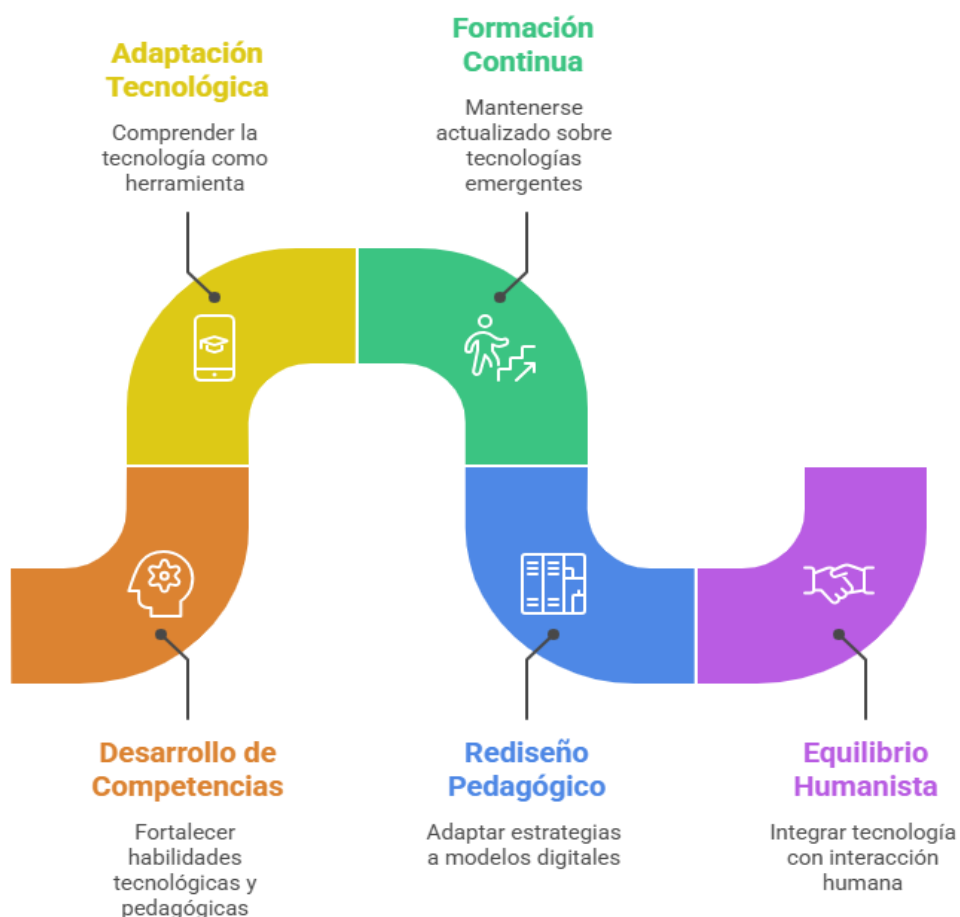 Adaptación
Tecnológica
Comprender la
tecnología como
herramienta
Formación
Continua
Mantenerse
actualizado sobre
tecnologías
emergentes
Desarrollo de
Competencias
Fortalecer
habilidades
tecnológicas y
pedagógicas
Rediseño
Pedagógico
Adaptar estrategias
a modelos digitales
Equilibrio
Humanista
Integrar tecnología
con interacción
humana